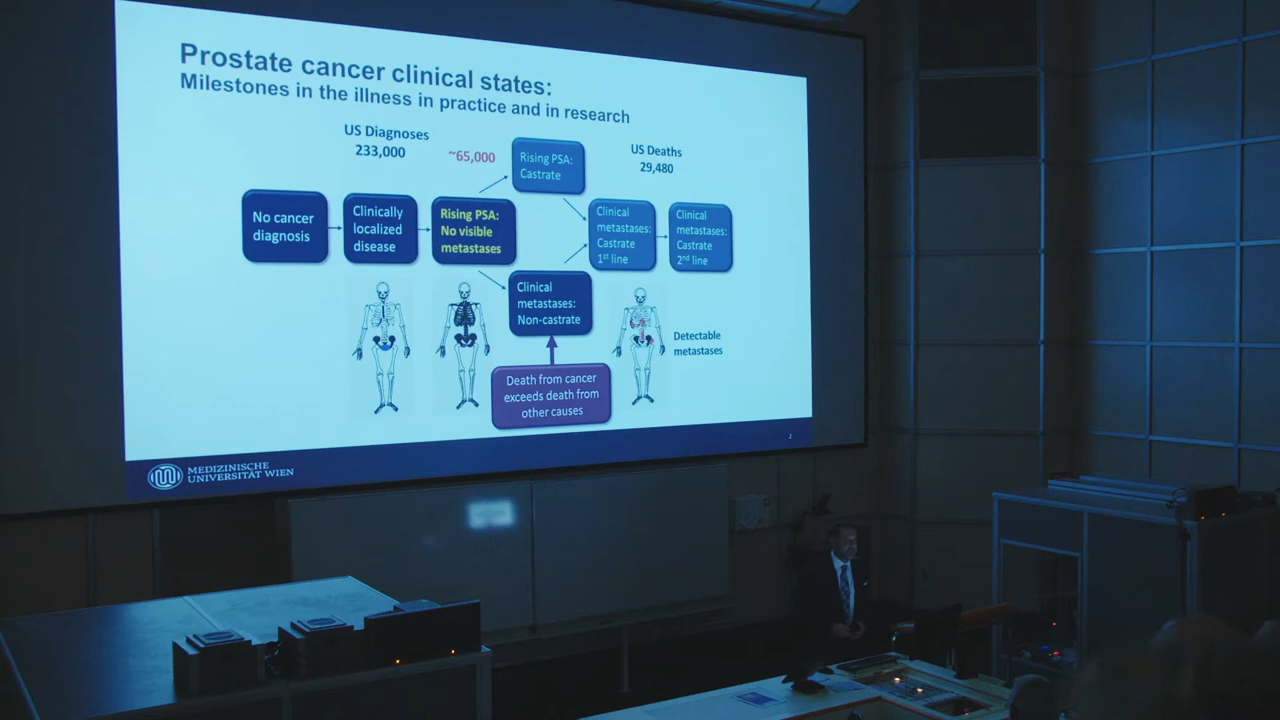 Prostate cancer clinical states:
Milestones in the illness in practice and in research
US Diagnoses
233,000
~65,000
Rising PSA:
Castrate
US Deaths
29,480
No cancer
diagnosis
Clinically
localized
disease
Rising PSA:
No visible
metastases
Clinical
metastases:
Castrate
1st line
Clinical
metastases:
Castrate
2nd line
Clinical
metastases:
Non-castrate
Detectable
metastases
Death from cancer
exceeds death from
other causes
2
MEDIZINISCHE
UNIVERSITÄT WIEN